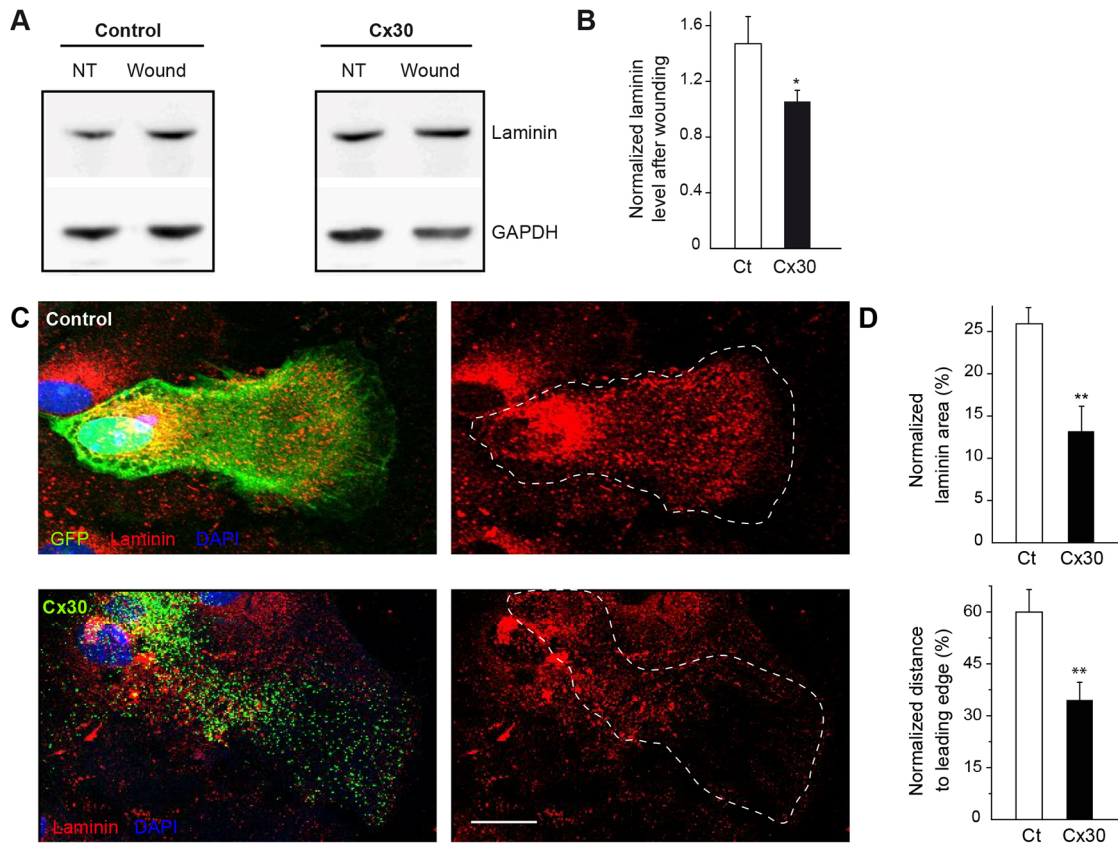 A
Control
Cx30
NT Wound
NT Wound
Laminin
GAPDH
B
Normalized laminin
level after wounding
1.6
1.2
0.8
0.4
0
*
Ct Cx30
C
Control
GFP Laminin DAPI
Cx30
Laminin DAPI
D
Normalized
laminin area (%)
25
20
15
10
5
0
**
Ct Cx30
Normalized distance
to leading edge (%)
60
45
30
15
0
**
Ct Cx30